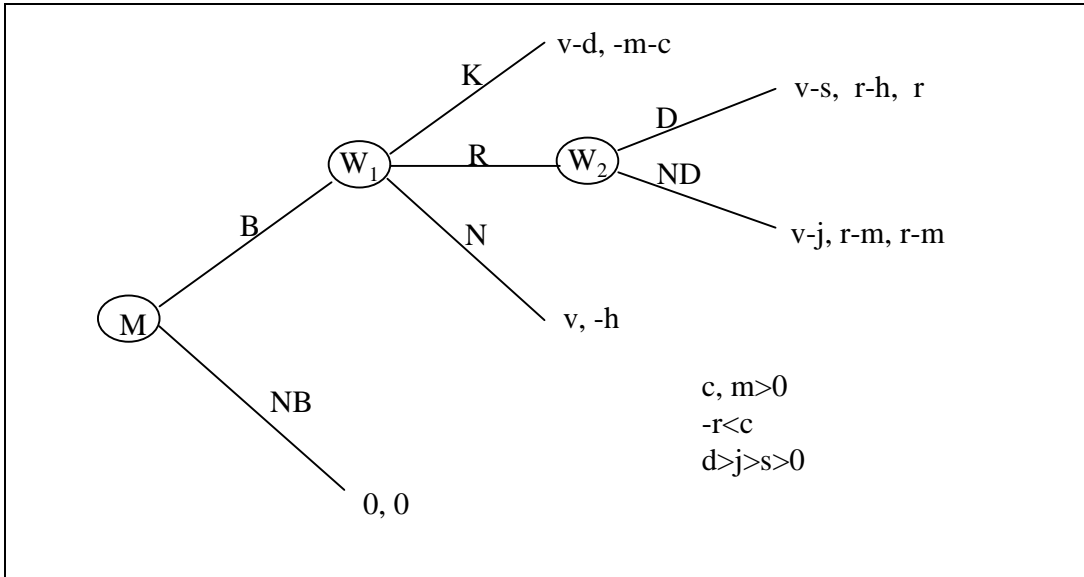 v-d, -m-c
K
v-s, r-h, r
D
W1
R
W2
ND
B
N
v-j, r-m, r-m
M
v, -h
NB
c, m>0
-r<c
d>j>s>0
0, 0